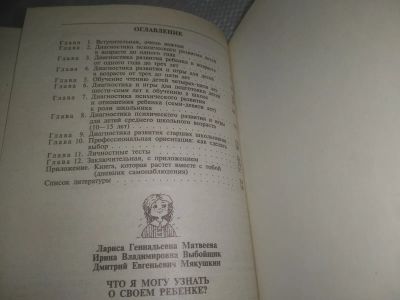 ОГЛАВЛЕНИЕ
Глава 1. Вступительная, очень важная
Глава 2. Диагностика психического развития детей
в возрасте до одного года
Глава 3. Диагностика развития ребенка в возрасте
от одного года до трех лет
Глава 4. Диагностика развития и игры для детей
в возрасте от трех до пяти лет
Глава 5. Обучение чтению детей четырех-пяти лет
Глава 6. Диагностика и игры для подготовки детей
шести-семи лет к обучению в школе
Глава 7. Диагностика психического развития
и отношения ребенка (семи-девяти лет)
к роли школьника
Глава 8. Диагностика психического развития и игры
для детей среднего школьного возраста
(10—15 лет)
Глава 9. Диагностика развития старших школьников
Глава 10. Профессиональная ориентация: как сделать
выбор
Глава 11. Личностные тесты
Глава 12. Заключительная, с приложением
Приложение. Книга, которая растет вместе с тобой
(дневник самонаблюдения)
Список литературы
Лариса Геннадьевна Матвеева
Ирина Владимировна Выбойщик
Дмитрий Евгеньевич Мякушкин
ЧТО Я МОГУ УЗНАТЬ
О СВОЕМ РЕБЕНКЕ?